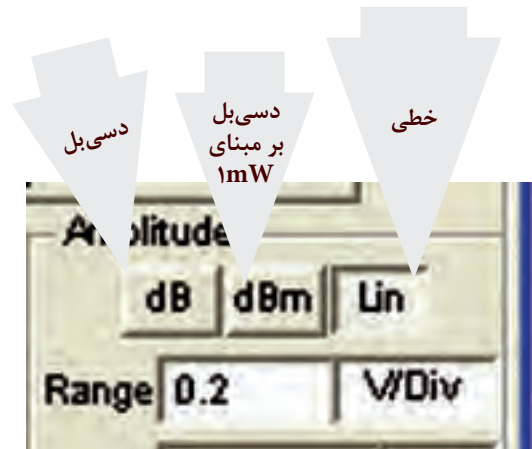 خطی
دسی‌بل
بر مبنای
۱mW
دسی‌بل
Amplitude
dB dBm Lin
Range 0.2 V/Div